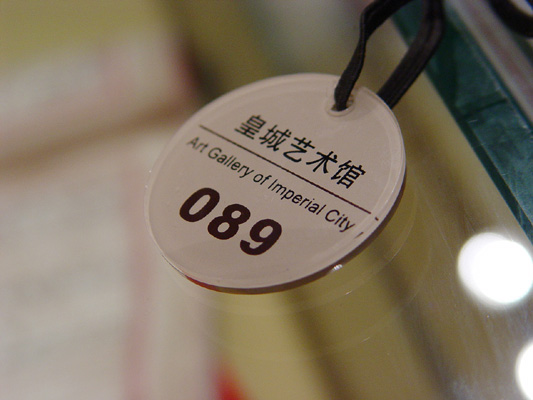 皇城艺术馆
Art Gallery of Imperial City
089